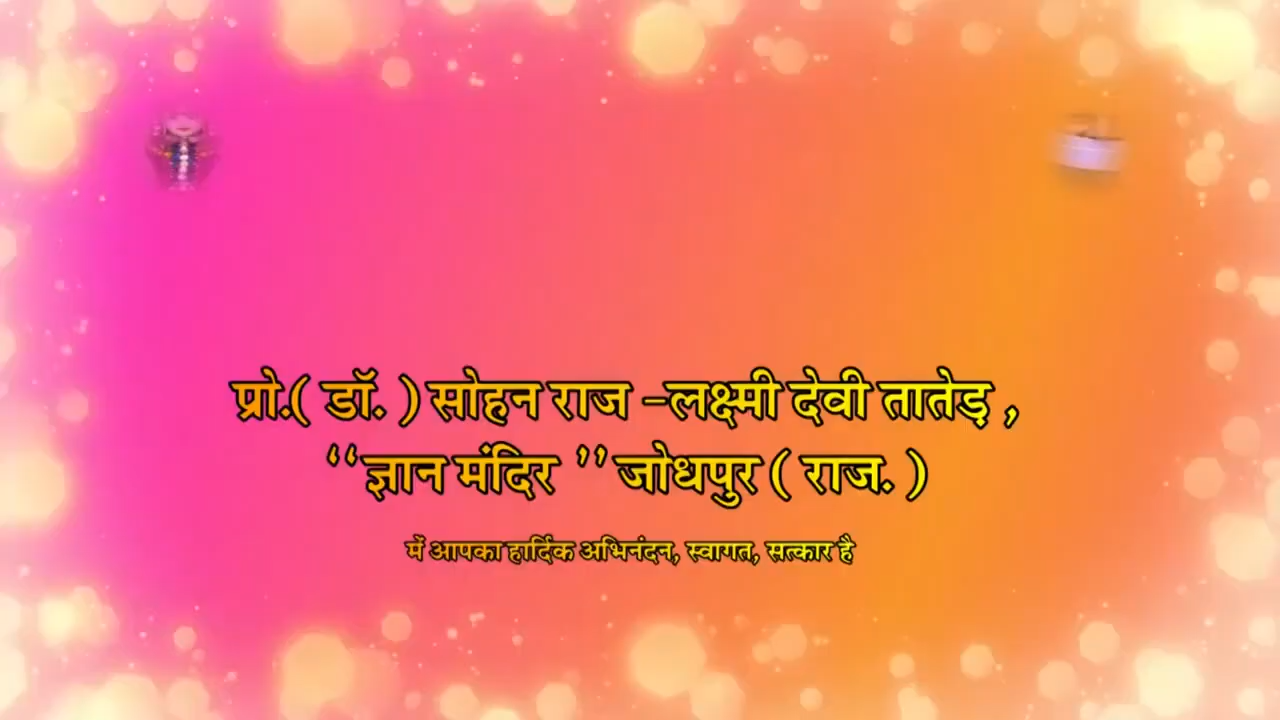 प्रो.( डॉ. ) सोहन राज -लक्ष्मी देवी तातेड़ ,
‘‘ ज्ञान मंदिर ’’ जोधपुर ( राज. )
में आपका हार्दिक अभिनंदन, स्वागत, सत्कार है